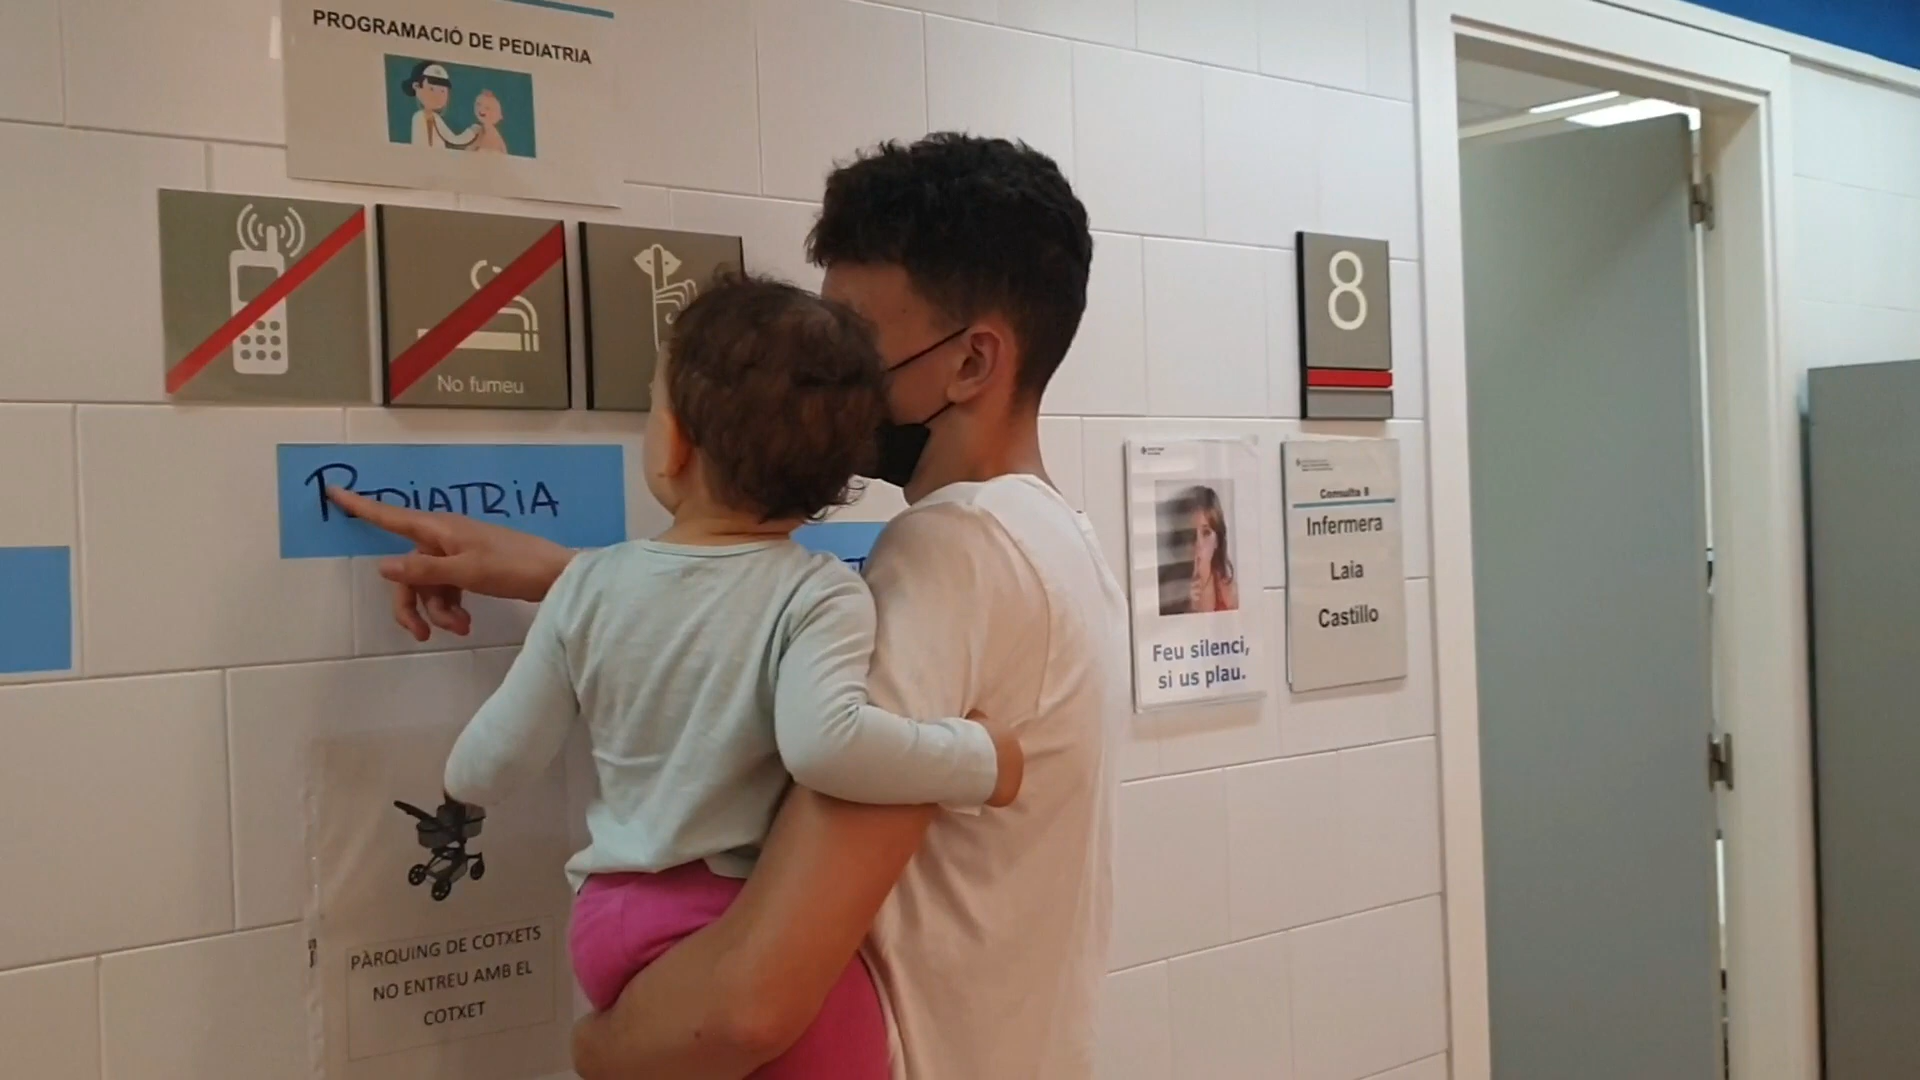 PROGRAMACIÓ DE PEDIATRIA
No fumeu
PEDIATRIA
8
Consulta 8
Infermera
Laia
Castillo
Feu silenci,
si us plau.
PÀRQUING DE COTXETS
NO ENTREU AMB EL
COTXET